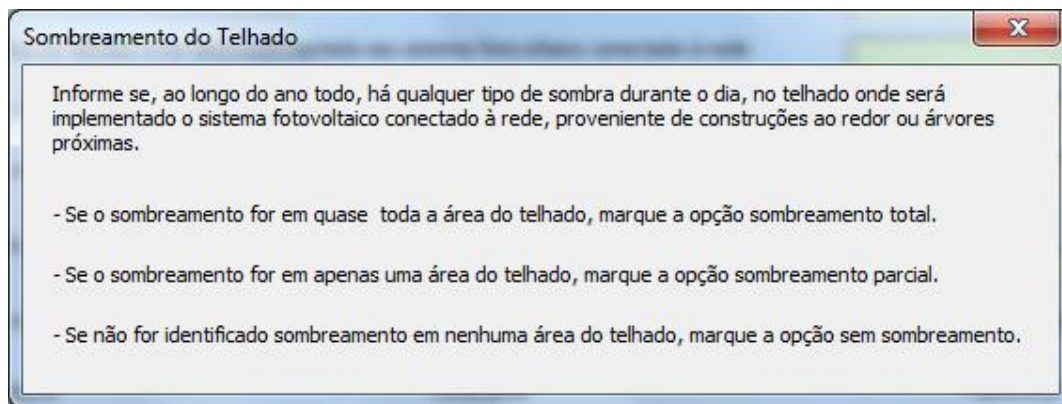 Sombreamento do Telhado
Informe se, ao longo do ano todo, há qualquer tipo de sombra durante o dia, no telhado onde será
implementado o sistema fotovoltaico conectado à rede, proveniente de construções ao redor ou árvores
próximas.
- Se o sombreamento for em quase toda a área do telhado, marque a opção sombreamento total.
- Se o sombreamento for em apenas uma área do telhado, marque a opção sombreamento parcial.
- Se não for identificado sombreamento em nenhuma área do telhado, marque a opção sem sombreamento.